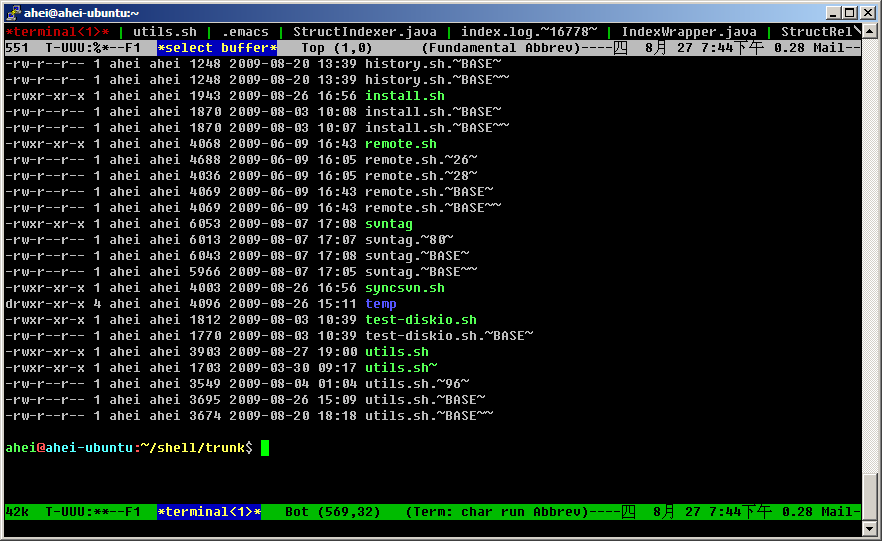 ahei@ahei-ubuntu:~
*terminal<1>* | utils.sh | .emacs | StructIndexer.java | index.log.~16778~ | IndexWrapper.java | StructRel\
551  T-UUU:%*--F1  *select buffer*   Top (1,0)      (Fundamental Abbrev)----四  8月 27 7:44下午 0.28 Mail--
-rw-r--r-- 1 ahei ahei 1248 2009-08-20 13:39 history.sh.~BASE~
-rw-r--r-- 1 ahei ahei 1248 2009-08-20 13:39 history.sh.~BASE~~
-rwxr-xr-x 1 ahei ahei 1943 2009-08-26 16:56 install.sh
-rw-r--r-- 1 ahei ahei 1870 2009-08-03 10:08 install.sh.~BASE~
-rw-r--r-- 1 ahei ahei 1870 2009-08-03 10:07 install.sh.~BASE~~
-rwxr-xr-x 1 ahei ahei 4068 2009-06-09 16:43 remote.sh
-rw-r--r-- 1 ahei ahei 4688 2009-06-09 16:05 remote.sh.~26~
-rw-r--r-- 1 ahei ahei 4036 2009-06-09 16:05 remote.sh.~28~
-rw-r--r-- 1 ahei ahei 4069 2009-06-09 16:43 remote.sh.~BASE~
-rw-r--r-- 1 ahei ahei 4069 2009-06-09 16:43 remote.sh.~BASE~~
-rwxr-xr-x 1 ahei ahei 6053 2009-08-07 17:08 svntag
-rw-r--r-- 1 ahei ahei 6013 2009-08-07 17:07 svntag.~80~
-rw-r--r-- 1 ahei ahei 6043 2009-08-07 17:08 svntag.~BASE~
-rw-r--r-- 1 ahei ahei 5966 2009-08-07 17:05 svntag.~BASE~~
-rwxr-xr-x 1 ahei ahei 4003 2009-08-26 16:56 syncsvn.sh
drwxr-xr-x 4 ahei ahei 4096 2009-08-26 15:11 temp
-rwxr-xr-x 1 ahei ahei 1812 2009-08-03 10:39 test-diskio.sh
-rw-r--r-- 1 ahei ahei 1770 2009-08-03 10:39 test-diskio.sh.~BASE~
-rwxr-xr-x 1 ahei ahei 3903 2009-08-27 19:00 utils.sh
-rwxr-xr-x 1 ahei ahei 1703 2009-03-30 09:17 utils.sh~
-rw-r--r-- 1 ahei ahei 3549 2009-08-04 01:04 utils.sh.~96~
-rw-r--r-- 1 ahei ahei 3695 2009-08-26 15:09 utils.sh.~BASE~
-rw-r--r-- 1 ahei ahei 3674 2009-08-20 18:18 utils.sh.~BASE~~
ahei@ahei-ubuntu:~/shell/trunk$
42k  T-UUU:**--F1  *terminal<1>*   Bot (569,32)   (Term: char run Abbrev)----四  8月 27 7:44下午 0.28 Mail--